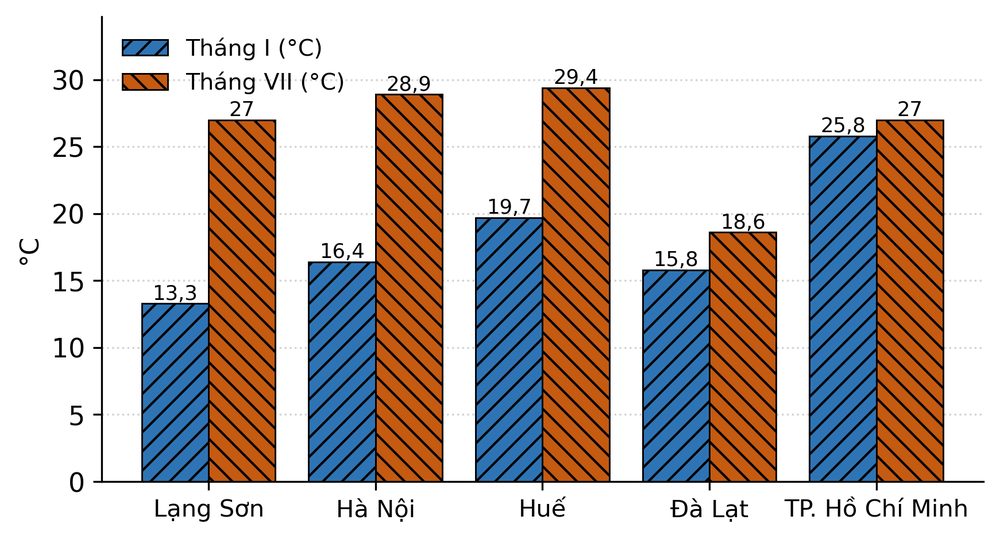 Tháng I (°C)
Tháng VII (°C)
°C
30
25
20
15
10
5
0
13,3
27
16,4
28,9
19,7
29,4
15,8
18,6
25,8
27
Lạng Sơn
Hà Nội
Huế
Đà Lạt
TP. Hồ Chí Minh